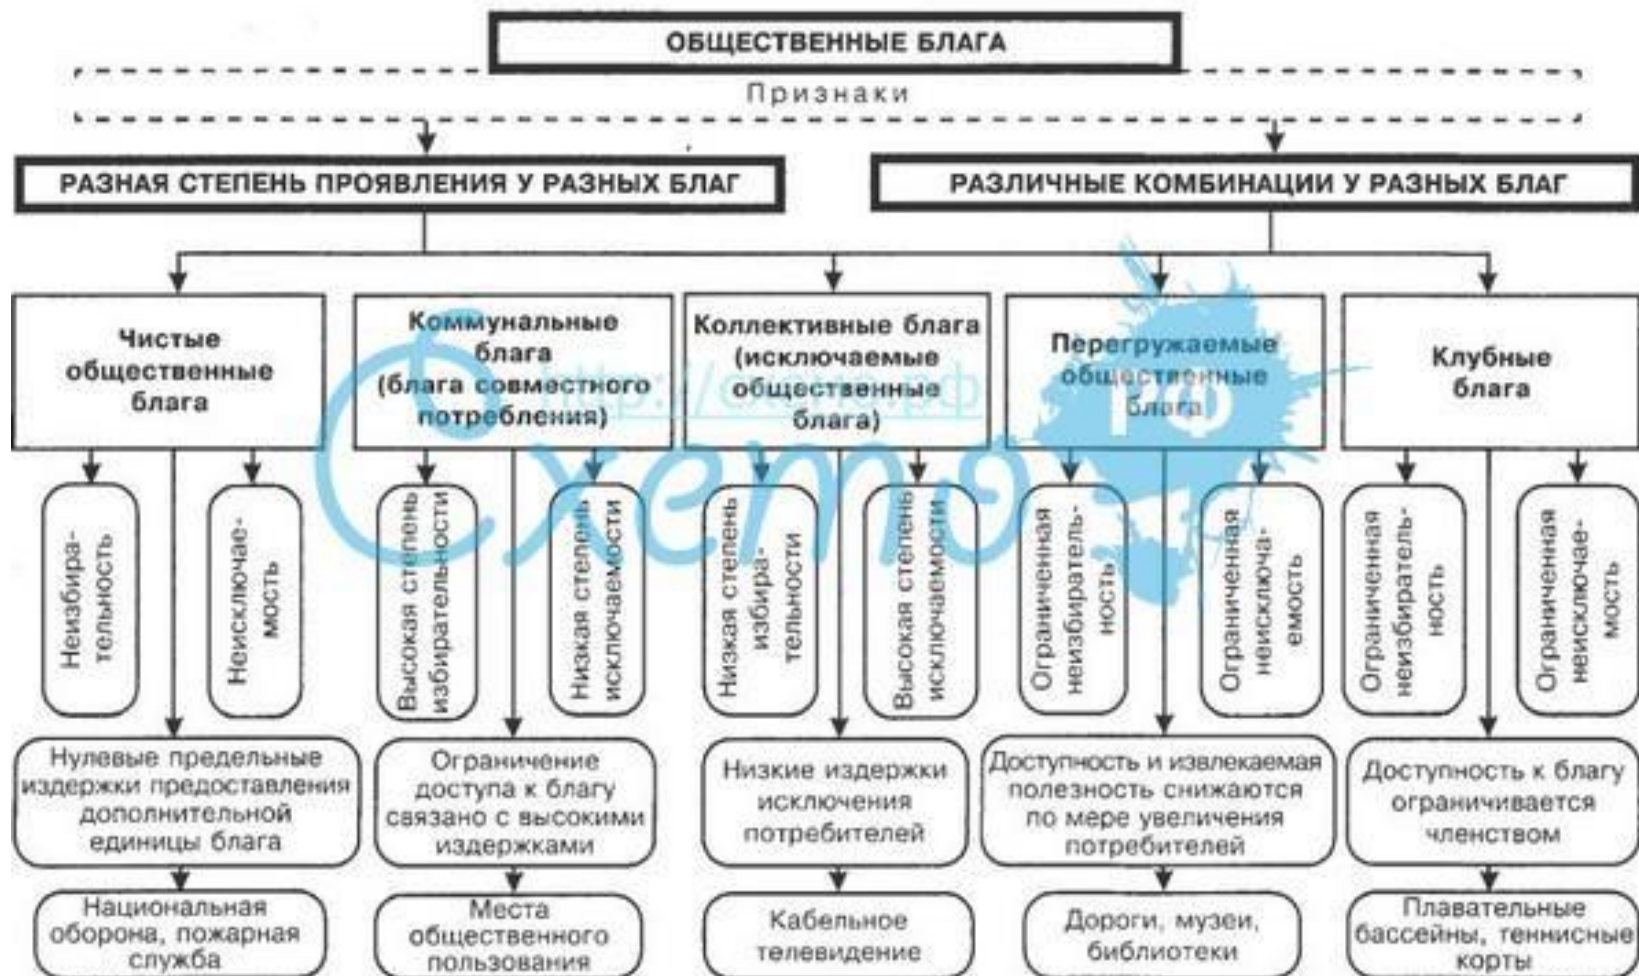 ОБЩЕСТВЕННЫЕ БЛАГА
Признаки
РАЗНАЯ СТЕПЕНЬ ПРОЯВЛЕНИЯ У РАЗНЫХ БЛАГ
РАЗЛИЧНЫЕ КОМБИНАЦИИ У РАЗНЫХ БЛАГ
Чистые
общественные
блага
Коммунальные
блага
(блага совместного
потребления)
Коллективные блага
(исключаемые
общественные
блага)
Перегружаемые
общественные
блага
Клубные
блага
http://схемо.рф
Схемо
РФ
Неизбира-
тельность
Неисключае-
мость
Высокая степень
избирательности
Низкая степень
исключаемости
Низкая степень
избира-
тельности
Высокая степень
исключаемости
Ограниченная
неизбиратель-
ность
Ограниченная
неисключа-
емость
Ограниченная
неизбиратель-
ность
Ограниченная
неисключае-
мость
Нулевые предельные
издержки предоставления
дополнительной
единицы блага
Ограничение
доступа к благу
связано с высокими
издержками
Низкие издержки
исключения
потребителей
Доступность и извлекаемая
полезность снижаются
по мере увеличения
потребителей
Доступность к благу
ограничивается
членством
Национальная
оборона, пожарная
служба
Места
общественного
пользования
Кабельное
телевидение
Дороги, музеи,
библиотеки
Плавательные
бассейны, теннисные
корты